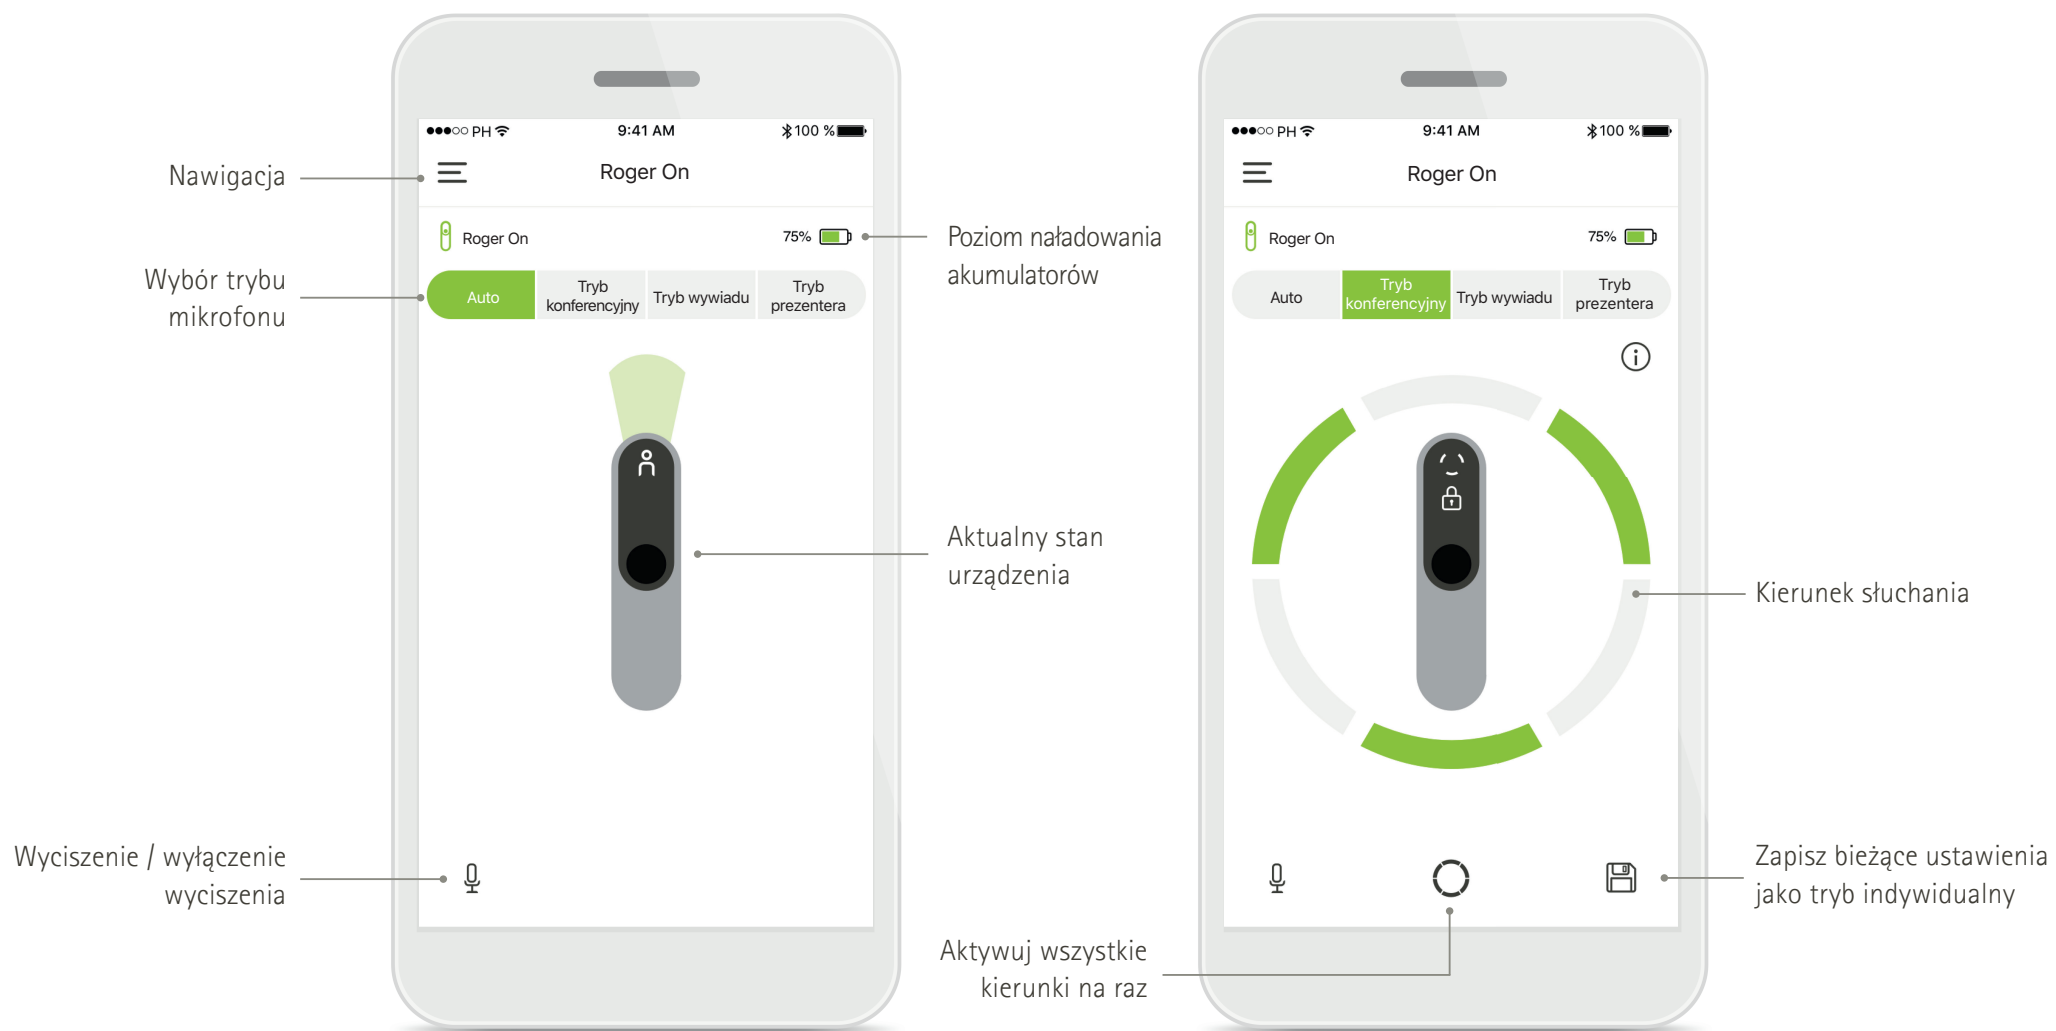 ●●●○○ PH 9:41 AM 100 %
Roger On
Nawigacja
Roger On 75%
Poziom naładowania
akumulatorów
Wybór trybu
mikrofonu
Auto
Tryb
konferencyjny
Tryb wywiadu
Tryb
prezentera
Aktualny stan
urządzenia
Wyciszenie / wyłączenie
wyciszenia
●●●○○ PH 9:41 AM 100 %
Roger On
Roger On 75%
Auto
Tryb
konferencyjny
Tryb wywiadu
Tryb
prezentera
Kierunek słuchania
Zapisz bieżące ustawienia
jako tryb indywidualny
Aktywuj wszystkie
kierunki na raz